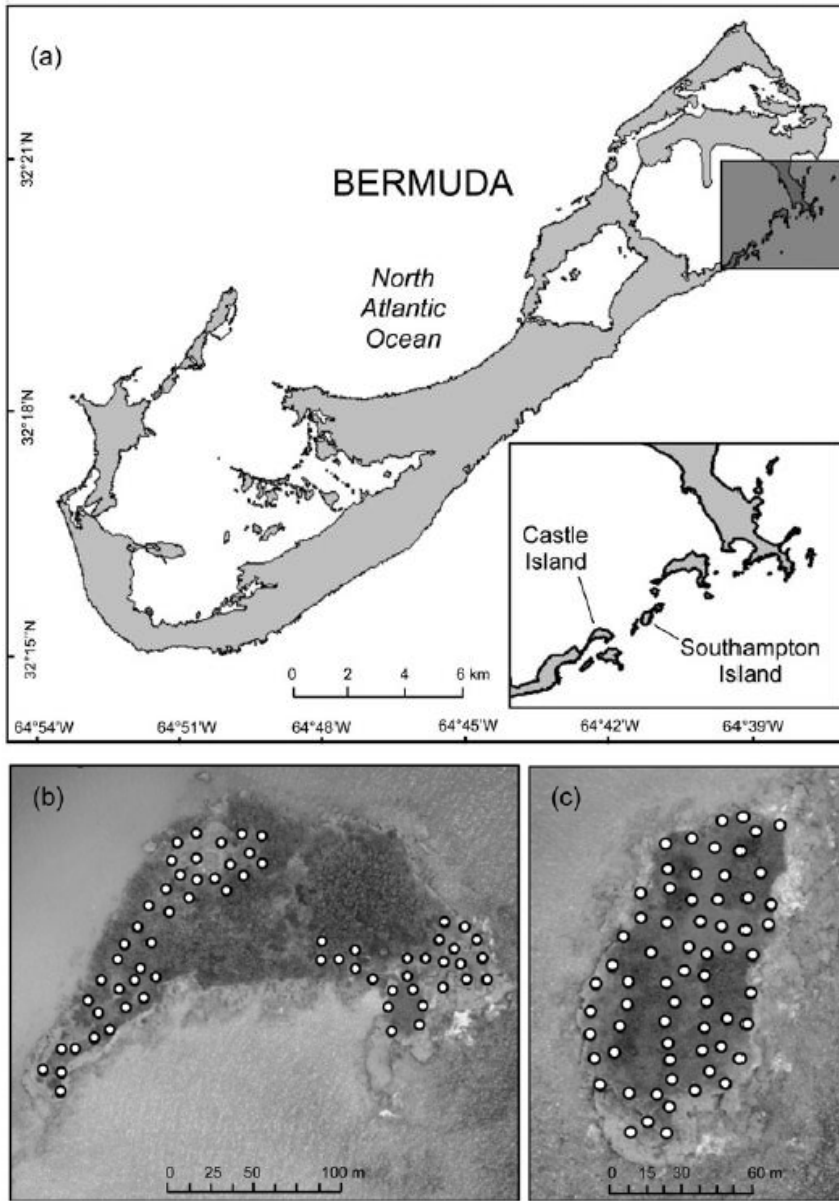 (a)
BERMUDA
North
Atlantic
Ocean
32°21'N
32°18'N
32°15'N
0 2 4 6 km
Castle
Island
Southampton
Island
64°54'W 64°51'W 64°48'W 64°45'W 64°42'W 64°39'W
(b)
0 25 50 100 m
(c)
0 15 30 60 m